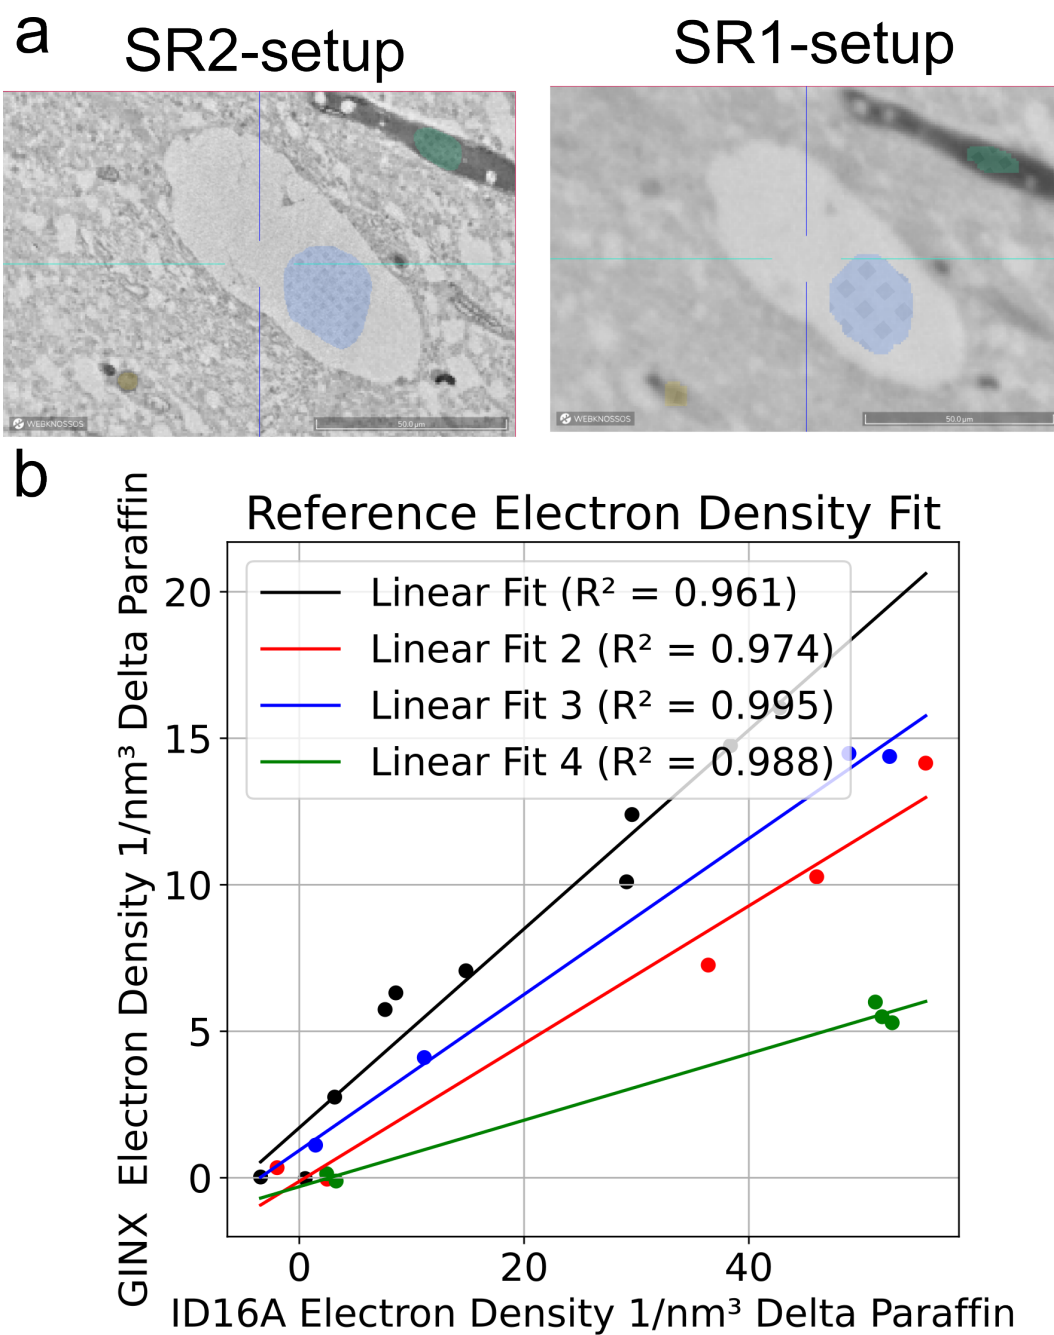 a
SR2-setup
SR1-setup
WEBKNOSSOS
50.0 µm
WEBKNOSSOS
50.0 µm
b
Reference Electron Density Fit
GINX Electron Density 1/nm³ Delta Paraffin
20
15
10
5
0
Linear Fit (R² = 0.961)
Linear Fit 2 (R² = 0.974)
Linear Fit 3 (R² = 0.995)
Linear Fit 4 (R² = 0.988)
0 20 40
ID16A Electron Density 1/nm³ Delta Paraffin